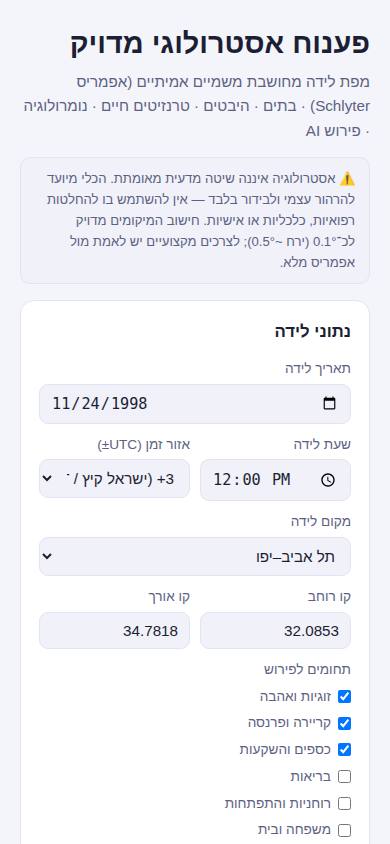 פענוח אסטרולוגי מדויק
מפת לידה מחושבת משמיים אמיתיים (אפמריס
Schlyter) · בתים · היבטים · טרנזיטים חיים · נומרולוגיה
· פירוש AI
⚠️ אסטרולוגיה איננה שיטה מדעית מאומתת. הכלי מיועד
להרהור עצמי ולבידור בלבד — אין להשתמש בו להחלטות
רפואיות, כלכליות או אישיות. חישוב המיקומים מדויק
לכ־0.1° (ירח ~0.5°); לצרכים מקצועיים יש לאמת מול
אפמריס מלא.
נתוני לידה
תאריך לידה
11/24/1998
שעת לידה
12:00 PM
אזור זמן (UTC±)
+3 (ישראל קיץ /
מקום לידה
תל אביב–יפו
קו רוחב
32.0853
קו אורך
34.7818
תחומים לפירוש
זוגיות ואהבה
קריירה ופרנסה
כספים והשקעות
בריאות
רוחניות והתפתחות
משפחה ובית